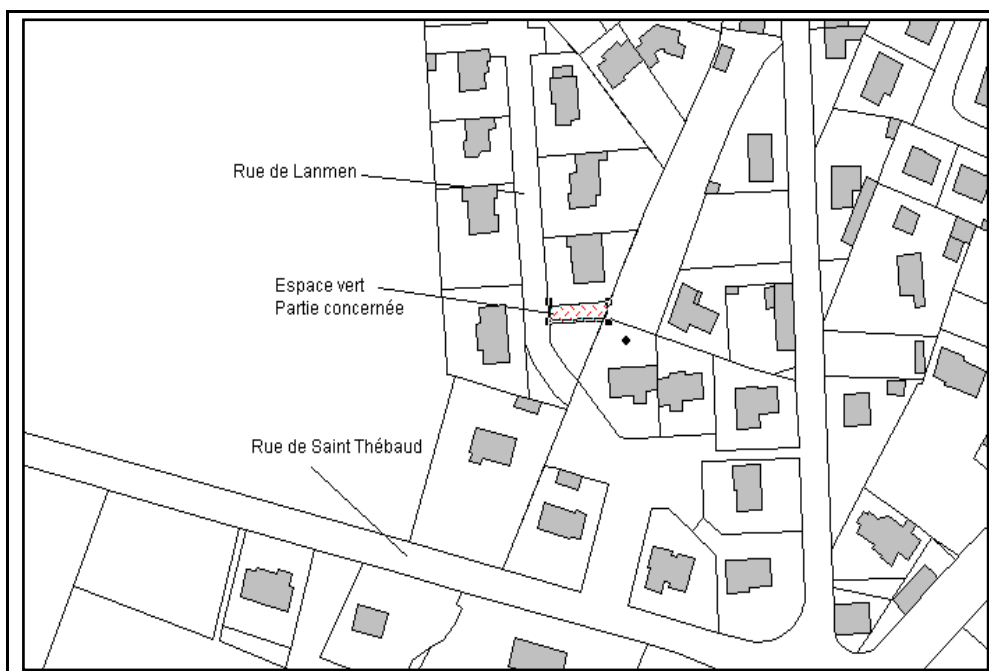 Rue de Lanmen
Espace vert
Partie concernée
Rue de Saint Thébaud